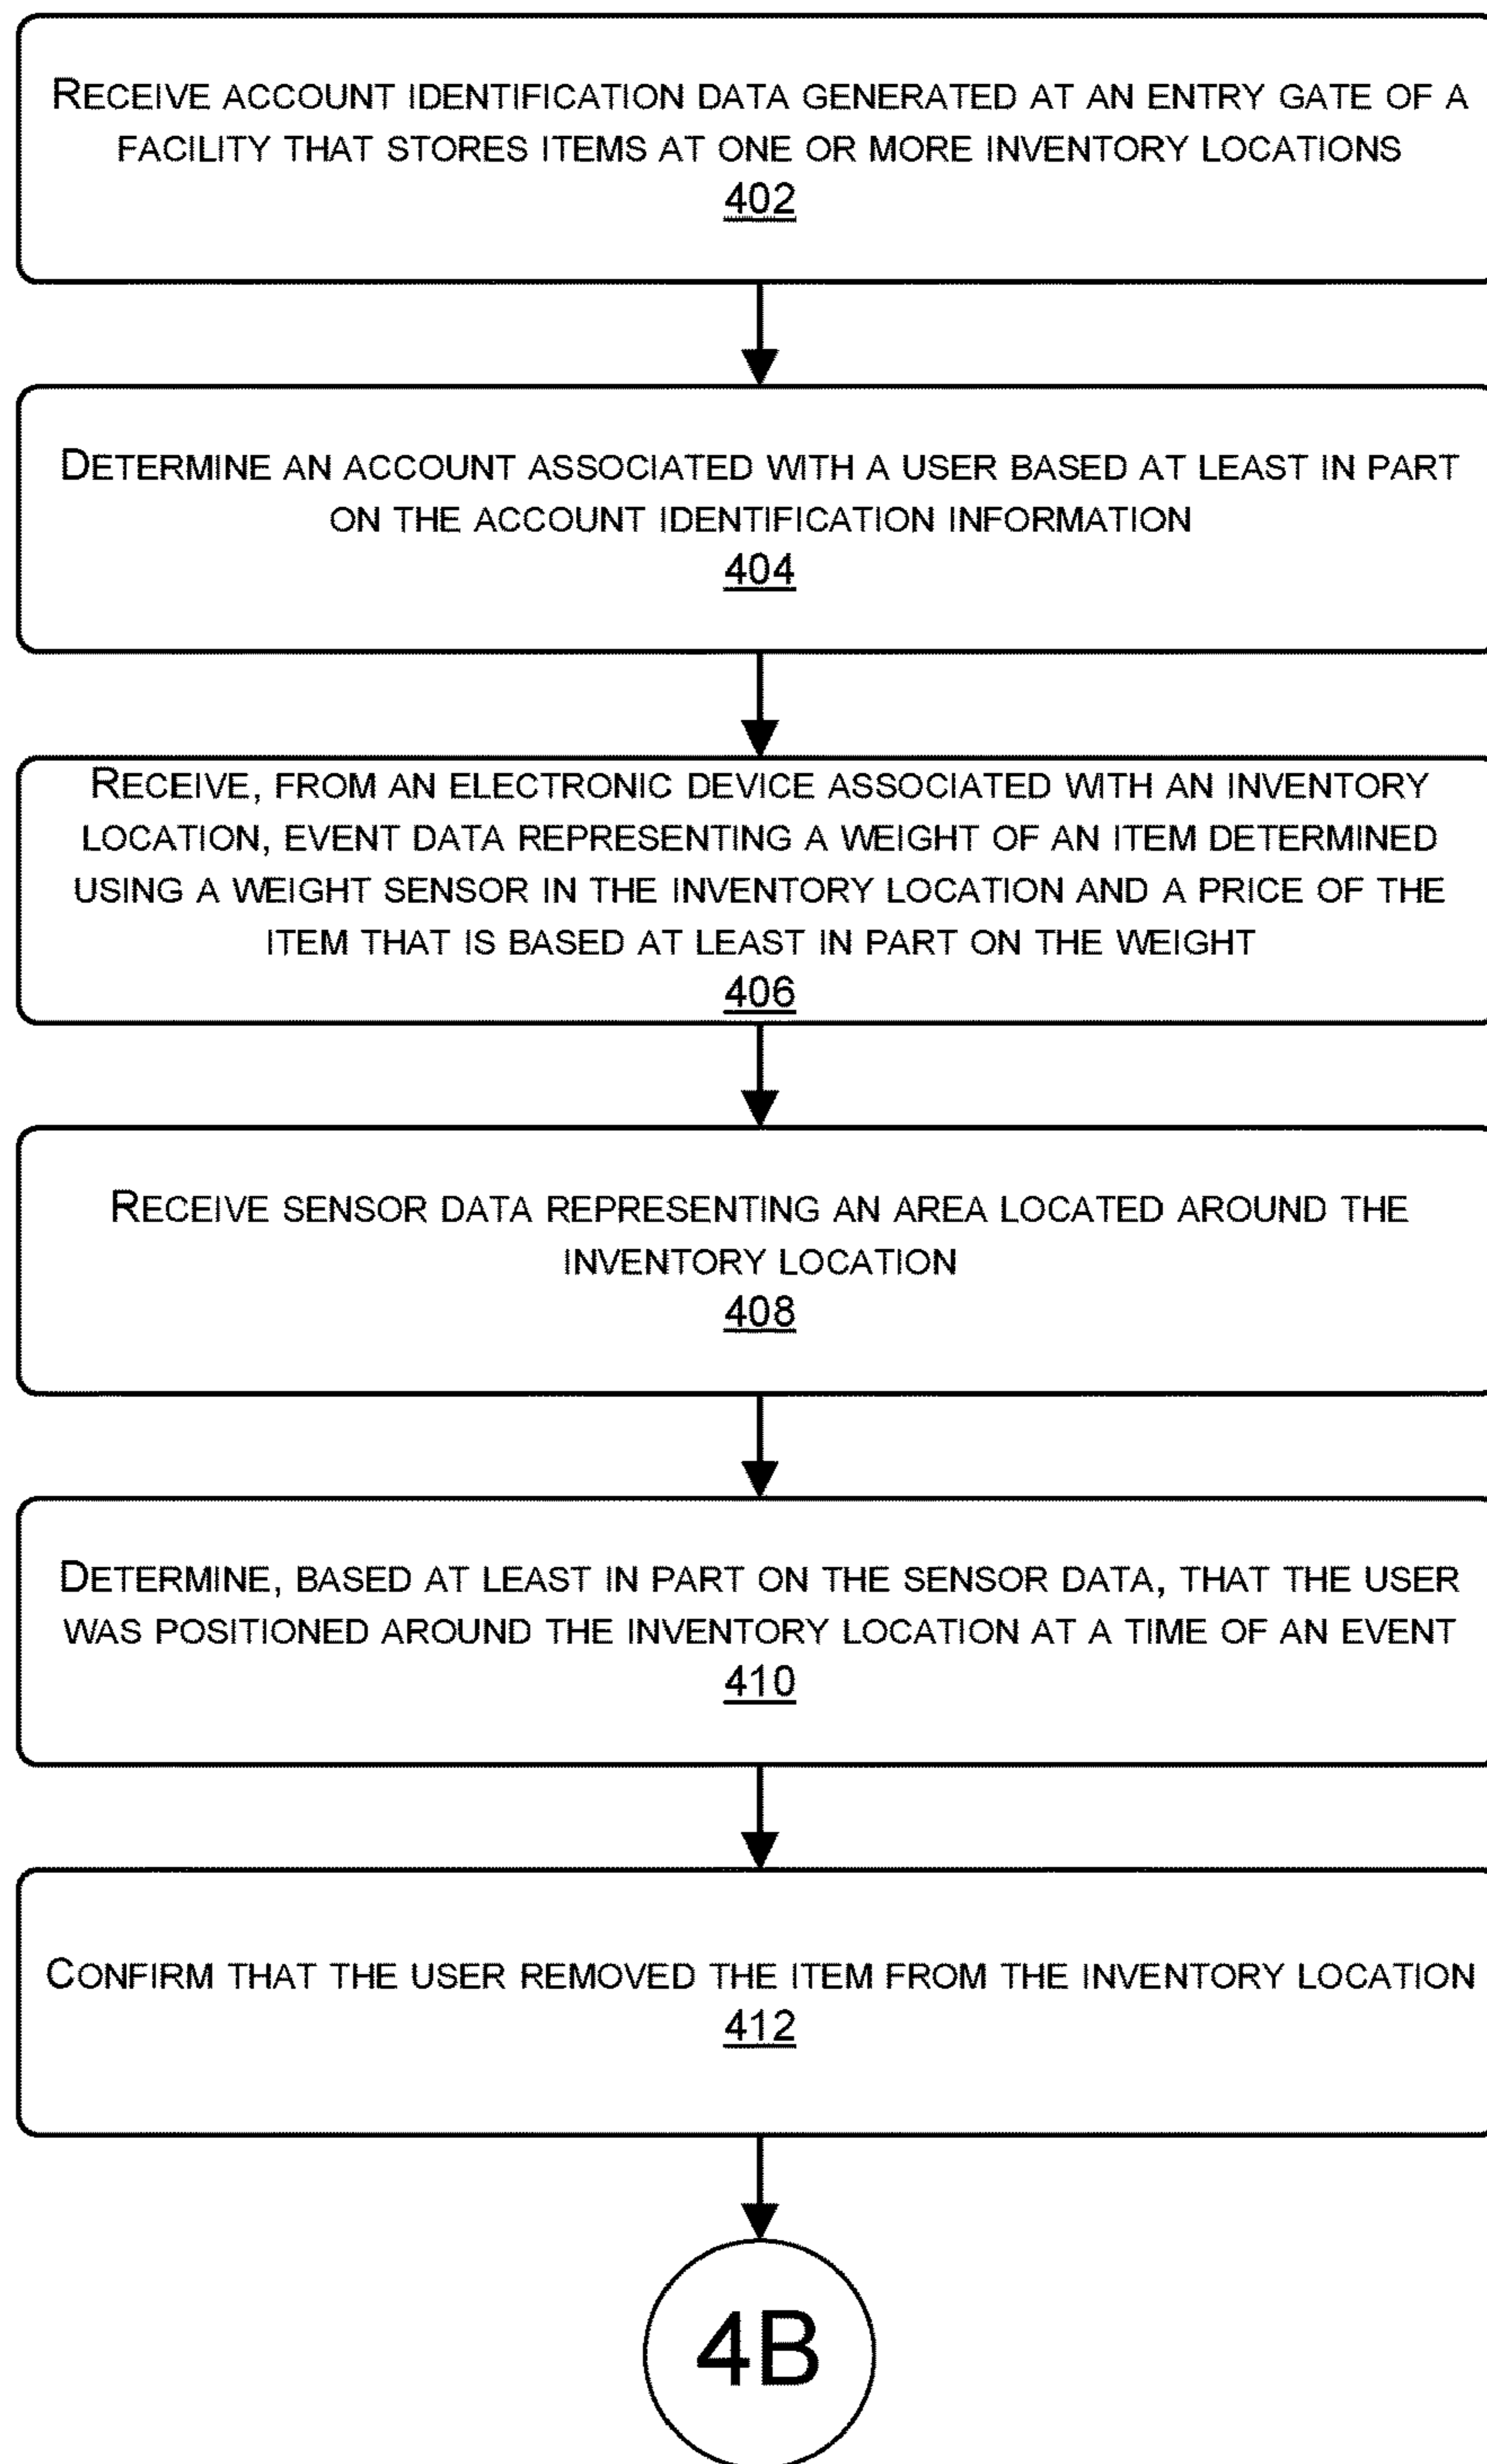 RECEIVE ACCOUNT IDENTIFICATION DATA GENERATED AT AN ENTRY GATE OF A
FACILITY THAT STORES ITEMS AT ONE OR MORE INVENTORY LOCATIONS
402
DETERMINE AN ACCOUNT ASSOCIATED WITH A USER BASED AT LEAST IN PART
ON THE ACCOUNT IDENTIFICATION INFORMATION
404
RECEIVE, FROM AN ELECTRONIC DEVICE ASSOCIATED WITH AN INVENTORY
LOCATION, EVENT DATA REPRESENTING A WEIGHT OF AN ITEM DETERMINED
USING A WEIGHT SENSOR IN THE INVENTORY LOCATION AND A PRICE OF THE
ITEM THAT IS BASED AT LEAST IN PART ON THE WEIGHT
406
RECEIVE SENSOR DATA REPRESENTING AN AREA LOCATED AROUND THE
INVENTORY LOCATION
408
DETERMINE, BASED AT LEAST IN PART ON THE SENSOR DATA, THAT THE USER
WAS POSITIONED AROUND THE INVENTORY LOCATION AT A TIME OF AN EVENT
410
CONFIRM THAT THE USER REMOVED THE ITEM FROM THE INVENTORY LOCATION
412
4B